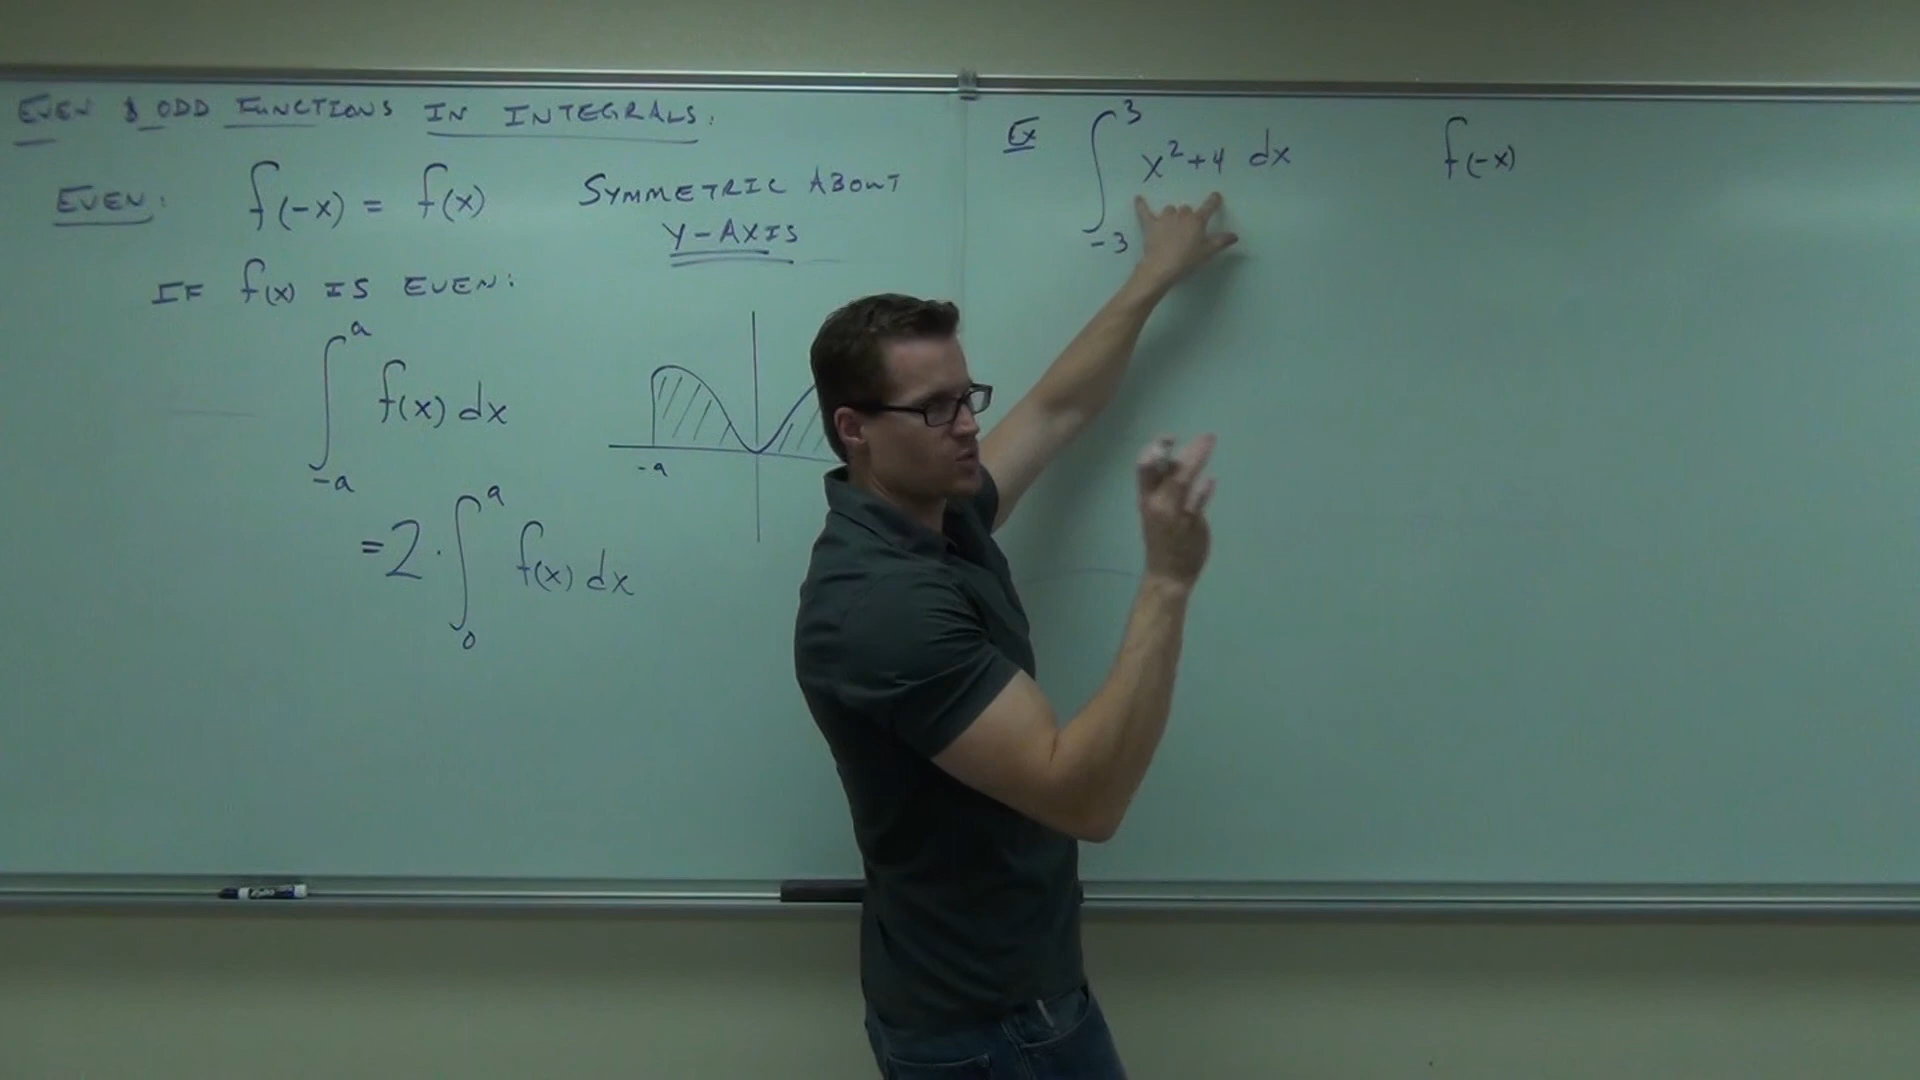 EVEN & ODD FUNCTIONS IN INTEGRALS:
EVEN: f(-x) = f(x) SYMMETRIC ABOUT
Y-AXIS
IF f(x) IS EVEN:
∫_{-a}^{a} f(x) dx
= 2 · ∫_{0}^{a} f(x) dx
-a
Ex ∫_{-3}^{3} x²+4 dx f(-x)